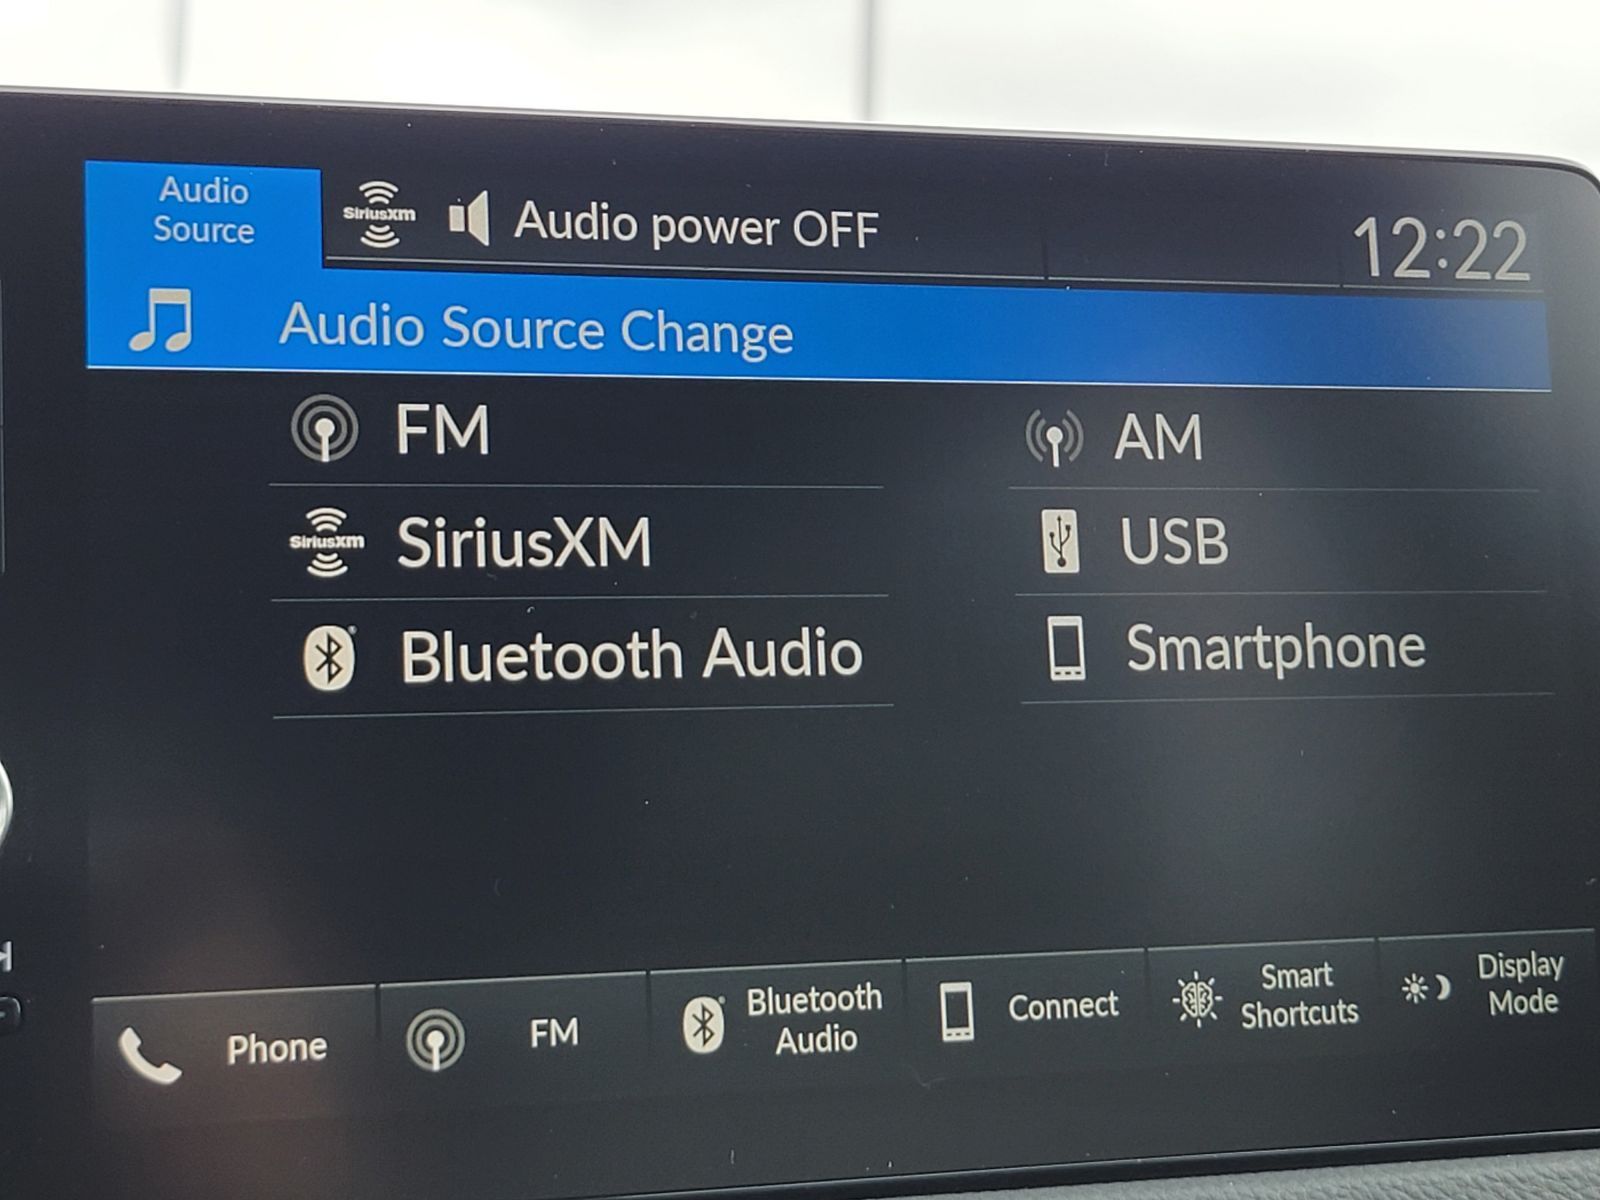 Audio
Source
SiriusXM
Audio power OFF
12:22
Audio Source Change
FM
AM
SiriusXM
SiriusXM
USB
Bluetooth Audio
Smartphone
Phone
FM
Bluetooth
Audio
Connect
Smart
Shortcuts
Display
Mode